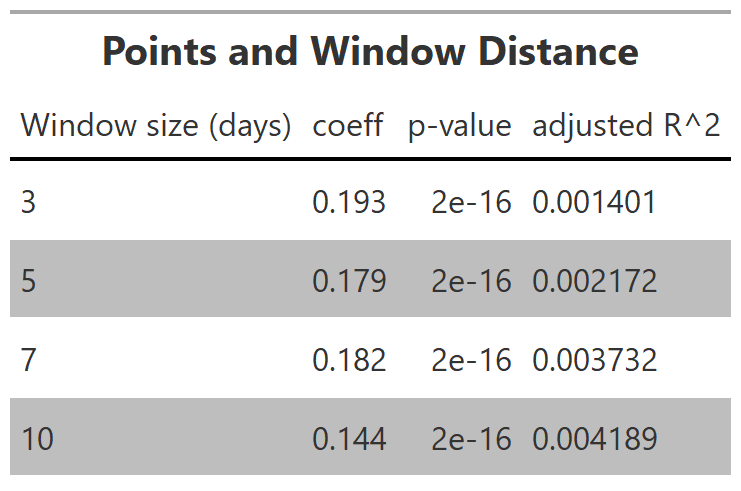 Points and Window Distance
Window size (days) coeff p-value adjusted R^2
3 0.193 2e-16 0.001401
5 0.179 2e-16 0.002172
7 0.182 2e-16 0.003732
10 0.144 2e-16 0.004189